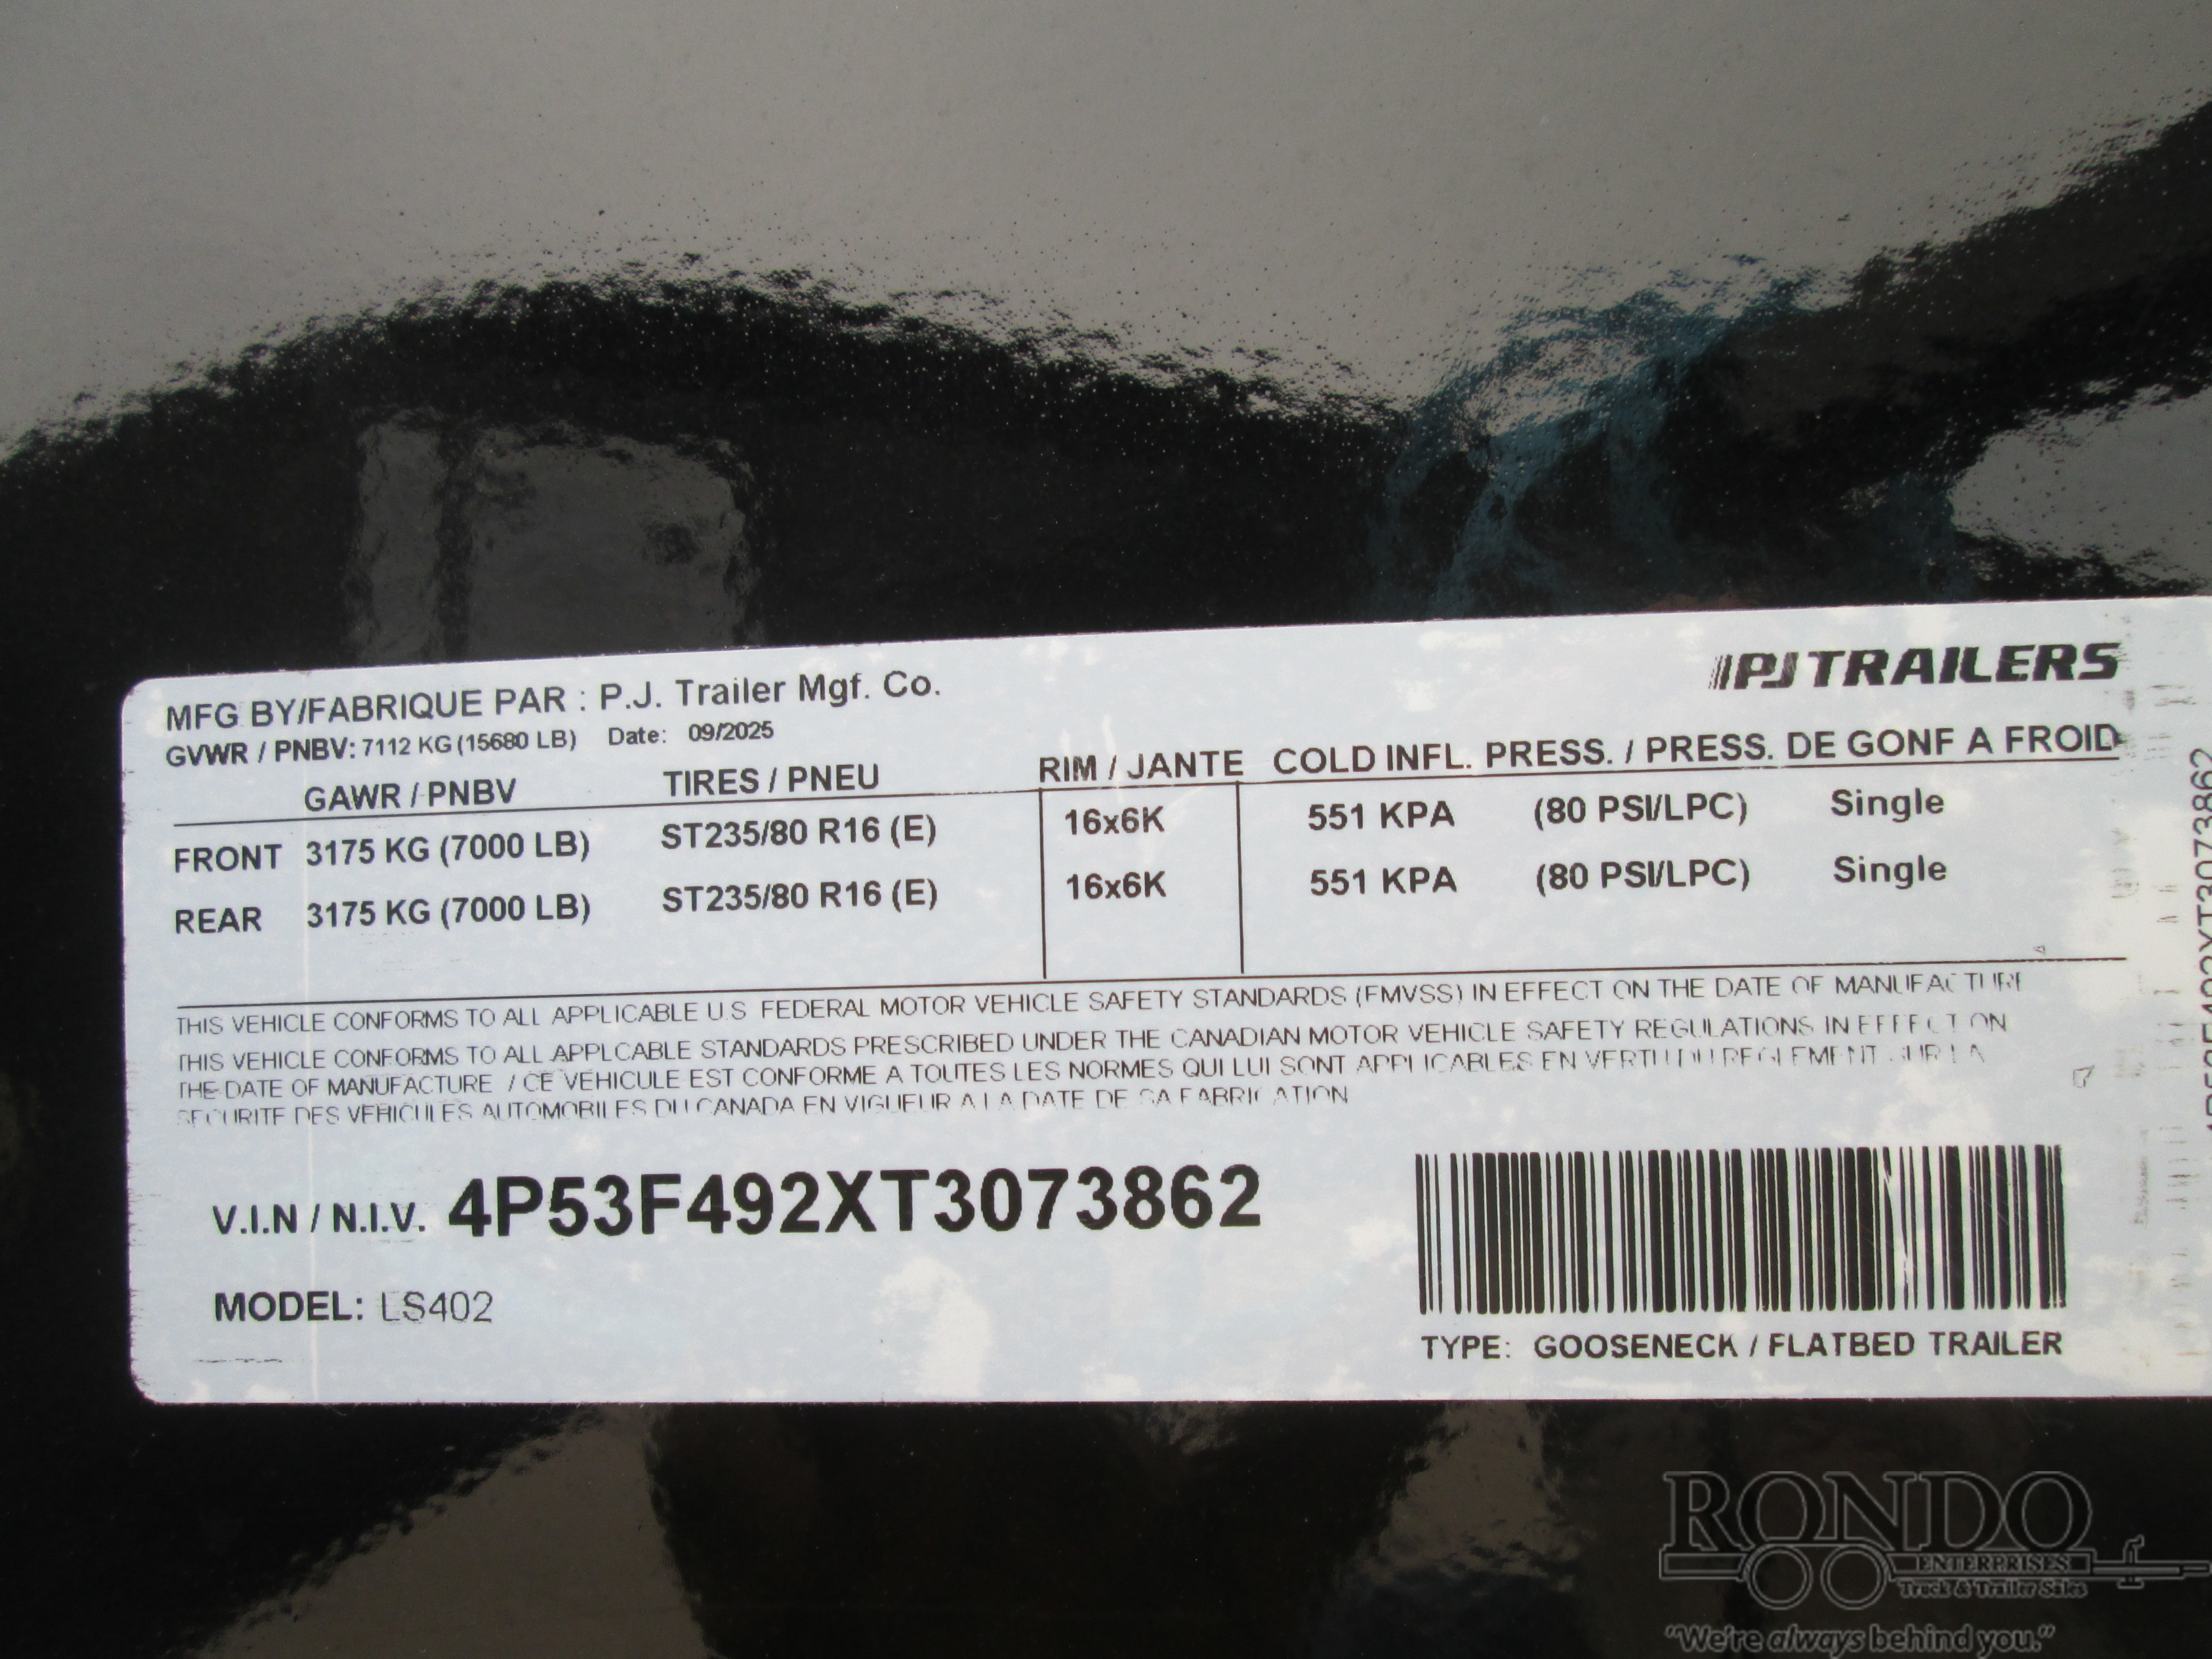 PJ TRAILERS
MFG BY/FABRIQUE PAR : P.J. Trailer Mgf. Co.
GVWR / PNBV: 7112 KG (15680 LB) Date: 09/2025
GAWR / PNBV TIRES / PNEU RIM / JANTE COLD INFL. PRESS. / PRESS. DE GONF A FROID
FRONT 3175 KG (7000 LB) ST235/80 R16 (E) 16x6K 551 KPA (80 PSI/LPC) Single
REAR 3175 KG (7000 LB) ST235/80 R16 (E) 16x6K 551 KPA (80 PSI/LPC) Single
THIS VEHICLE CONFORMS TO ALL APPLICABLE U.S FEDERAL MOTOR VEHICLE SAFETY STANDARDS (FMVSS) IN EFFECT ON THE DATE OF MANUFACTURE
THIS VEHICLE CONFORMS TO ALL APPLCABLE STANDARDS PRESCRIBED UNDER THE CANADIAN MOTOR VEHICLE SAFETY REGULATIONS IN EFFECT ON
THE DATE OF MANUFACTURE / CE VEHICULE EST CONFORME A TOUTES LES NORMES QUI LUI SONT APPLICABLES EN VERTU DU REGLEMENT SUR LA
SECURITE DES VEHICULES AUTOMOBILES DU CANADA EN VIGUEUR A LA DATE DE SA FABRICATION
V.I.N / N.I.V. 4P53F492XT3073862
MODEL: LS402
TYPE: GOOSENECK / FLATBED TRAILER
4P53F492XT3073862
RONDO
ENTERPRISES
Truck & Trailer Sales
"We're always behind you."